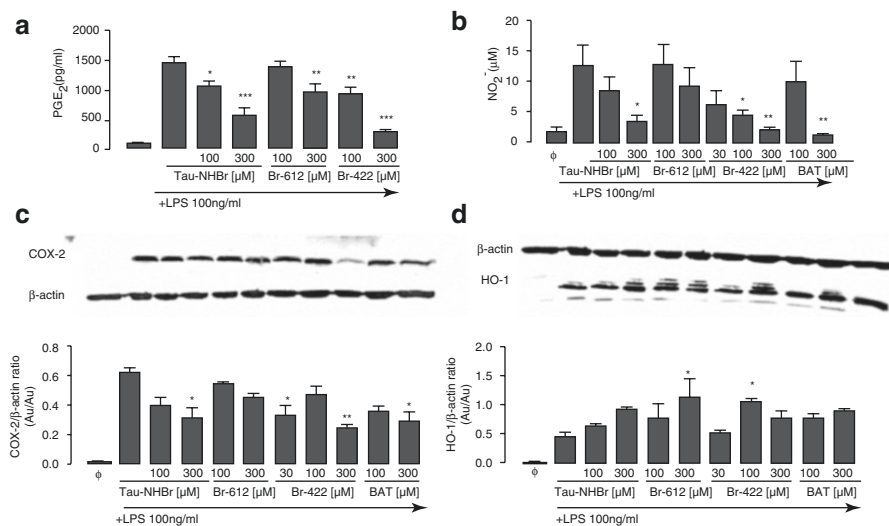 a
PGE2(pg/ml)
1500
2000
1000
500
0
*
***
**
**
***
100 300 100 300 100 300
Tau-NHBr [µM] Br-612 [µM] Br-422 [µM]
+LPS 100ng/ml
b
NO2-(µM)
20
15
10
5
0
*
*
**
**
ϕ 100 300 100 300 30 100 300 100 300
Tau-NHBr [µM] Br-612 [µM] Br-422 [µM] BAT [µM]
+LPS 100ng/ml
c
COX-2
β-actin
COX-2/β-actin ratio
(Au/Au)
0.8
0.6
0.4
0.2
0.0
*
*
**
*
ϕ 100 300 100 300 30 100 300 100 300
Tau-NHBr [µM] Br-612 [µM] Br-422 [µM] BAT [µM]
+LPS 100ng/ml
d
β-actin
HO-1
HO-1/β-actin ratio
(Au/Au)
2.0
1.5
1.0
0.5
0.0
*
*
ϕ 100 300 100 300 30 100 300 100 300
Tau-NHBr [µM] Br-612 [µM] Br-422 [µM] BAT [µM]
+LPS 100ng/ml